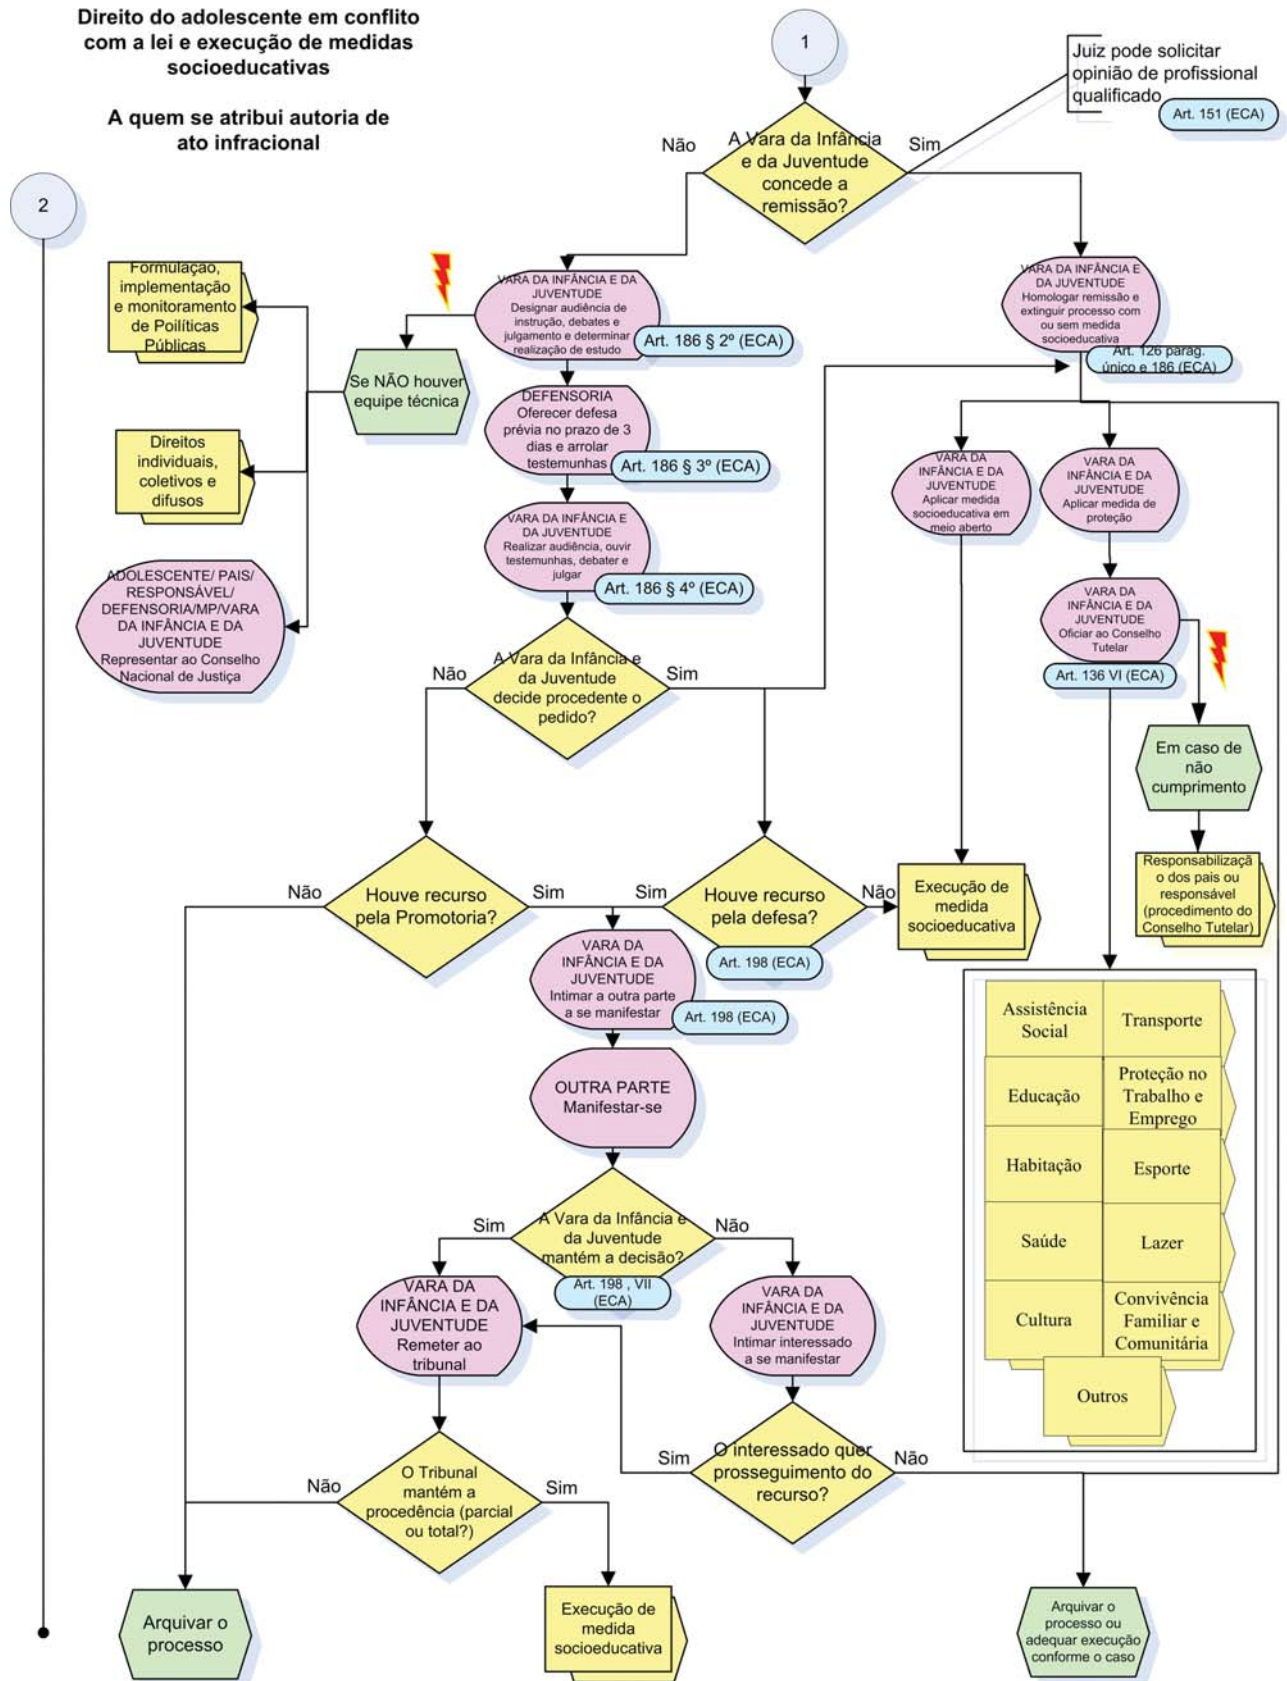 Direito do adolescente em conflito
com a lei e execução de medidas
socioeducativas
A quem se atribui autoria de
ato infracional
1
Juiz pode solicitar
opinião de profissional
qualificado
Art. 151 (ECA)
Não
A Vara da Infância
e da Juventude
concede a
remissão?
Sim
2
Formulação,
implementação
e monitoramento
de Poilíticas
Públicas
VARA DA INFÂNCIA E DA
JUVENTUDE
Designar audiência de
instrução, debates e
julgamento e determinar
realização de estudo
Art. 186 § 2º (ECA)
VARA DA INFÂNCIA E
DA JUVENTUDE
Homologar remissão e
extinguir processo com
ou sem medida
socioeducativa
Art. 126 parag.
único e 186 (ECA)
Se NÃO houver
equipe técnica
DEFENSORIA
Oferecer defesa
prévia no prazo de 3
dias e arrolar
testemunhas
Art. 186 § 3º (ECA)
Direitos
individuais,
coletivos e
difusos
VARA DA
INFÂNCIA E DA
JUVENTUDE
Aplicar medida
socioeducativa em
meio aberto
VARA DA
INFÂNCIA E DA
JUVENTUDE
Aplicar medida de
proteção
VARA DA INFÂNCIA E
DA JUVENTUDE
Realizar audiência, ouvir
testemunhas, debater e
julgar
Art. 186 § 4º (ECA)
ADOLESCENTE/ PAIS/
RESPONSÁVEL/
DEFENSORIA/MP/VARA
DA INFÂNCIA E DA
JUVENTUDE
Representar ao Conselho
Nacional de Justiça
VARA DA
INFÂNCIA E DA
JUVENTUDE
Oficiar ao Conselho
Tutelar
Art. 136 VI (ECA)
Não
A Vara da Infância e
da Juventude
decide procedente o
pedido?
Sim
Em caso de
não
cumprimento
Não
Houve recurso
pela Promotoria?
Sim
Sim
Houve recurso
pela defesa?
Não
Art. 198 (ECA)
Execução de
medida
socioeducativa
Responsabilizaçã
o dos pais ou
responsável
(procedimento do
Conselho Tutelar)
VARA DA
INFÂNCIA E DA
JUVENTUDE
Intimar a outra parte
a se manifestar
Art. 198 (ECA)
Assistência
Social
Transporte
Educação
Proteção no
Trabalho e
Emprego
Habitação
Esporte
Saúde
Lazer
Cultura
Convivência
Familiar e
Comunitária
Outros
OUTRA PARTE
Manifestar-se
Sim
A Vara da Infância e
da Juventude
mantém a decisão?
Não
Art. 198 , VII
(ECA)
VARA DA
INFÂNCIA E DA
JUVENTUDE
Remeter ao
tribunal
VARA DA
INFÂNCIA E DA
JUVENTUDE
Intimar interessado
a se manifestar
Não
O Tribunal
mantém a
procedência (parcial
ou total?)
Sim
Sim
O interessado quer
prosseguimento do
recurso?
Não
Arquivar o
processo
Execução de
medida
socioeducativa
Arquivar o
processo ou
adequar execução
conforme o caso